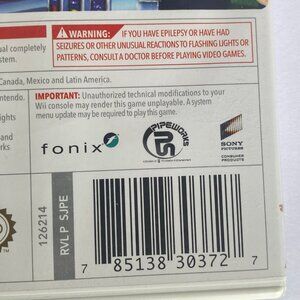 WARNING: IF YOU HAVE EPILEPSY OR HAVE HAD
SEIZURES OR OTHER UNUSUAL REACTIONS TO FLASHING LIGHTS OR
PATTERNS, CONSULT A DOCTOR BEFORE PLAYING VIDEO GAMES.
ual completely
stem.
Canada, Mexico and Latin America.
ntendo.
IMPORTANT: Unauthorized technical modifications to your
Wii console may render this game unplayable. A system
menu update may be required to play this game.
ights
fonix
PIPEWORKS
SONY
PICTURES
CONSUMER
PRODUCTS
126214
RVL P SJPE
7 85138 30372 7